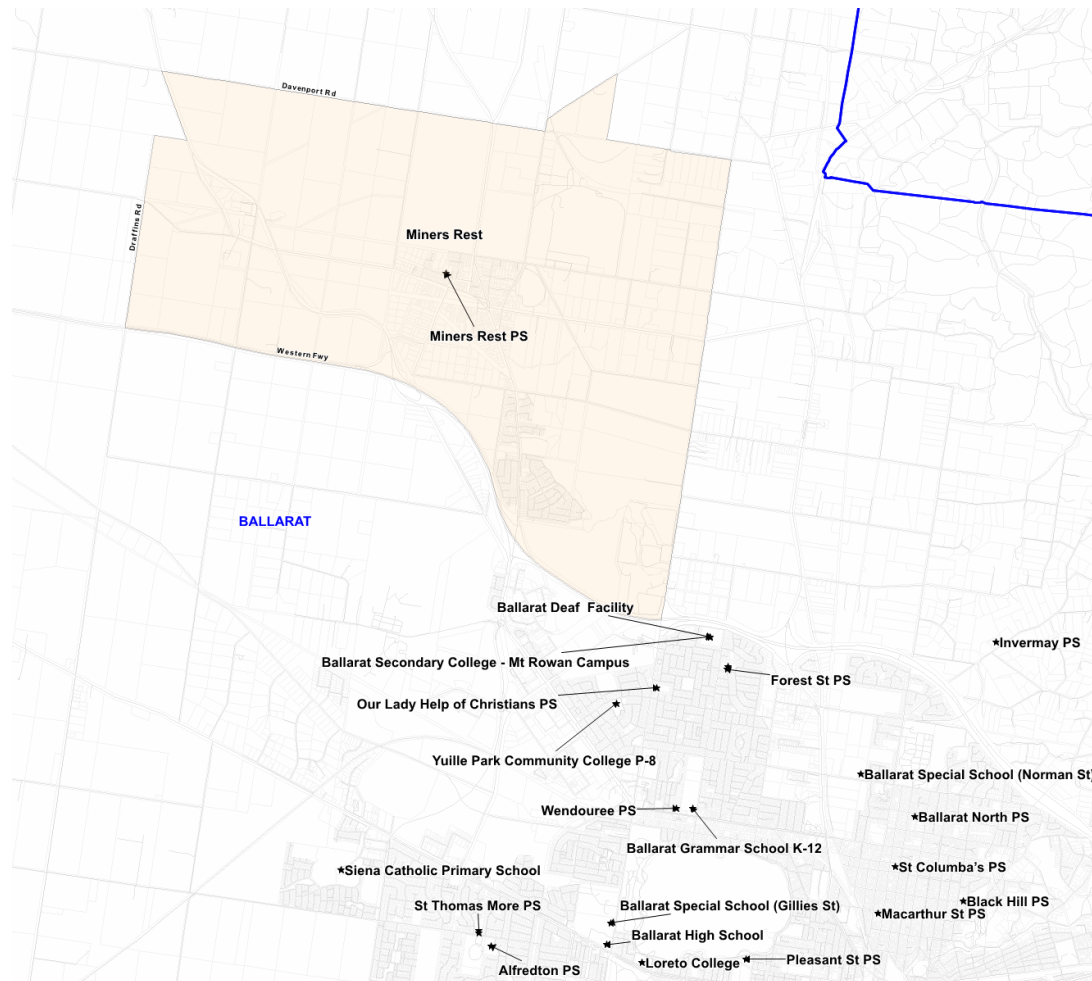 Davenport Rd
Draffins Rd
Miners Rest
Miners Rest PS
Western Fwy
BALLARAT
Ballarat Deaf  Facility
Invermay PS
Ballarat Secondary College - Mt Rowan Campus
Forest St PS
Our Lady Help of Christians PS
Yuille Park Community College P-8
Ballarat Special School (Norman St)
Wendouree PS
Ballarat North PS
Ballarat Grammar School K-12
St Columba's PS
Siena Catholic Primary School
Black Hill PS
St Thomas More PS
Ballarat Special School (Gillies St)
Macarthur St PS
Ballarat High School
Alfredton PS
Loreto College
Pleasant St PS